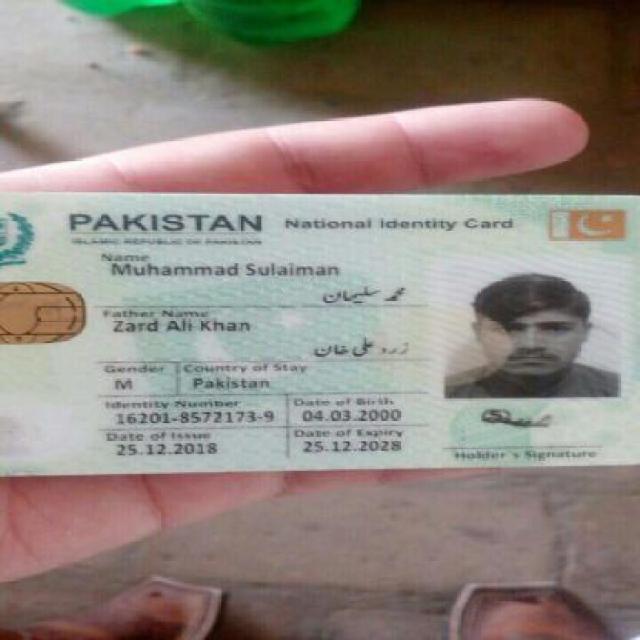 PAKISTAN National Identity Card
ISLAMIC REPUBLIC OF PAKISTAN
Name
Muhammad Sulaiman
محمد سلیمان
Father Name
Zard Ali Khan
زرد علی خان
Gender Country of Stay
M Pakistan
Identity Number Date of Birth
16201-8572173-9 04.03.2000
Date of Issue Date of Expiry
25.12.2018 25.12.2028
Holder's Signature